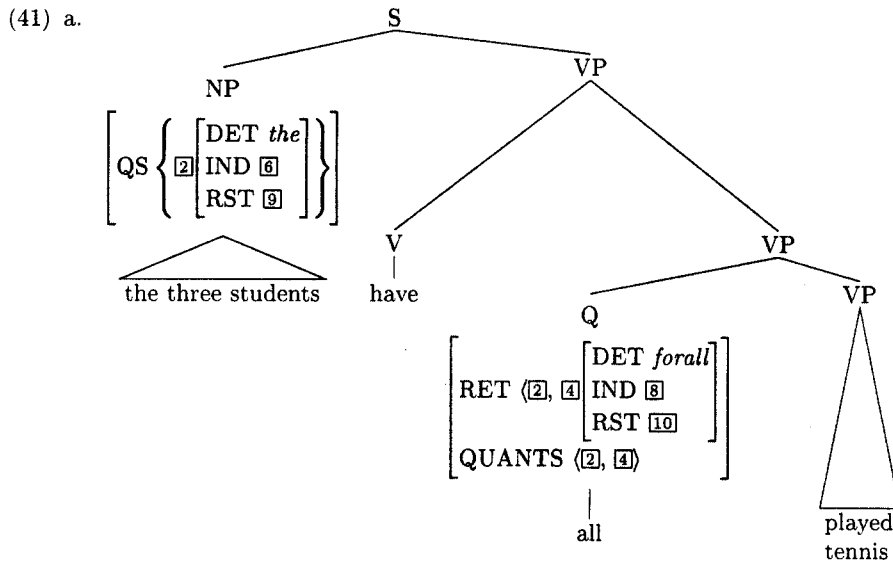 (41) a.
S
NP
VP
[QS {[2] [DET the
IND [6]
RST [9]]}]
V
VP
the three students
have
Q
VP
[RET ⟨[2], [4] [DET forall
IND [8]
RST [10]]
QUANTS ⟨[2], [4]⟩]
all
played
tennis